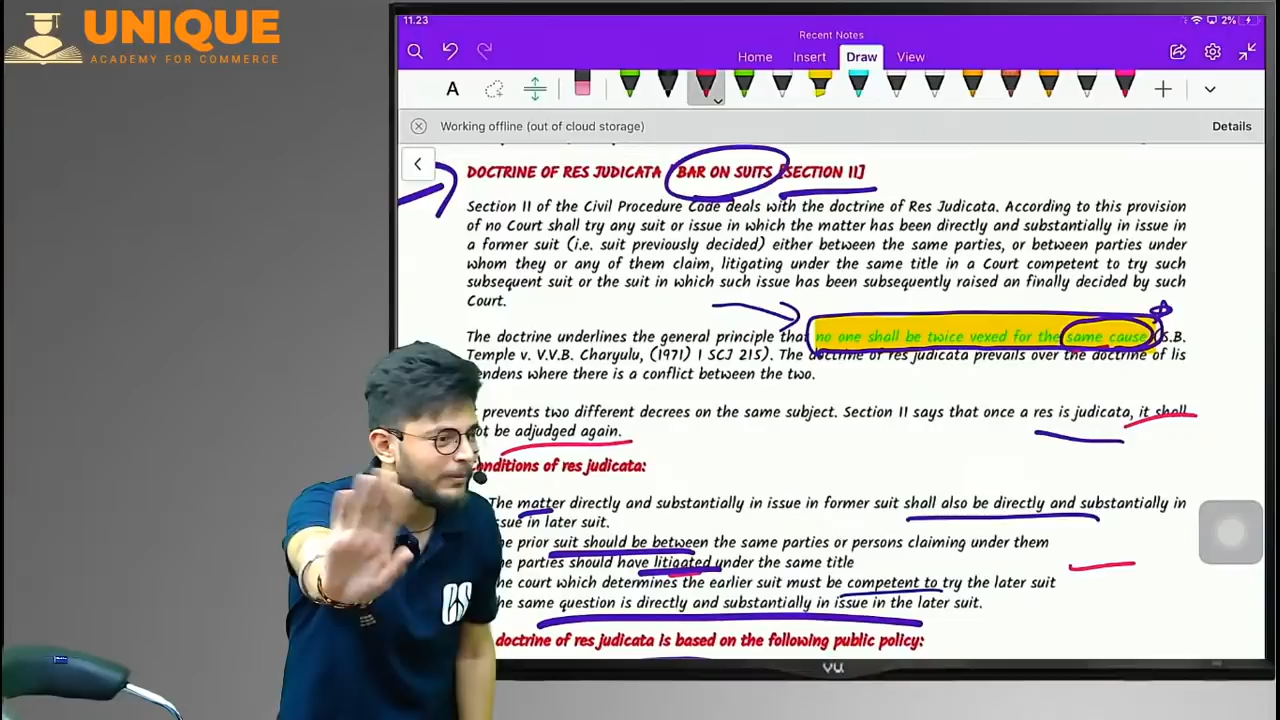 UNIQUE
ACADEMY FOR COMMERCE
11.23
2%
Recent Notes
Home Insert Draw View
A
Working offline (out of cloud storage)
Details
DOCTRINE OF RES JUDICATA BAR ON SUITS [SECTION 11]
Section 11 of the Civil Procedure Code deals with the doctrine of Res Judicata. According to this provision
of no Court shall try any suit or issue in which the matter has been directly and substantially in issue in
a former suit (i.e. suit previously decided) either between the same parties, or between parties under
whom they or any of them claim, litigating under the same title in a Court competent to try such
subsequent suit or the suit in which such issue has been subsequently raised an finally decided by such
Court.
The doctrine underlines the general principle that no one shall be twice vexed for the same cause (S.B.
Temple v. V.V.B. Charyulu, (1971) 1 SCJ 215). The doctrine of res judicata prevails over the doctrine of lis
endens where there is a conflict between the two.
prevents two different decrees on the same subject. Section 11 says that once a res is judicata, it shall
ot be adjudged again.
onditions of res judicata:
The matter directly and substantially in issue in former suit shall also be directly and substantially in
ssue in later suit.
he prior suit should be between the same parties or persons claiming under them
he parties should have litigated under the same title
he court which determines the earlier suit must be competent to try the later suit
he same question is directly and substantially in issue in the later suit.
doctrine of res judicata is based on the following public policy:
CS
VU